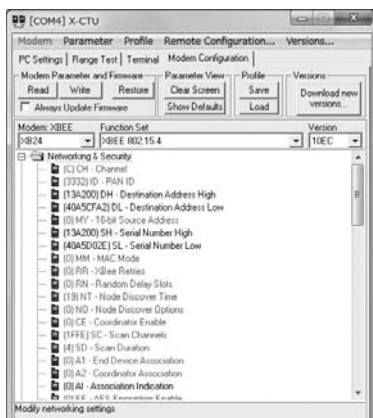 [COM4] X-CTU
Modem Parameter Profile Remote Configuration... Versions...
PC Settings Range Test Terminal Modem Configuration
Modem Parameter and Firmware Parameter View Profile Versions
Read Write Restore Clear Screen Save Download new versions...
Always Update Firmware Show Defaults Load
Modem: XBEE Function Set Version
XB24 XBEE 802.15.4 10EC
Networking & Security
(C) CH - Channel
(3332) ID - PAN ID
(13A200) DH - Destination Address High
(40A5CFA2) DL - Destination Address Low
(0) MY - 16-bit Source Address
(13A200) SH - Serial Number High
(40A5D02E) SL - Serial Number Low
(0) MM - MAC Mode
(0) RR - XBee Retries
(0) RN - Random Delay Slots
(19) NT - Node Discover Time
(0) NO - Node Discover Options
(0) CE - Coordinator Enable
(1FFE) SC - Scan Channels
(4) SD - Scan Duration
(0) A1 - End Device Association
(0) A2 - Coordinator Association
(0) AI - Association Indication
(0) EE - AES Encryption Enable
Modify networking settings